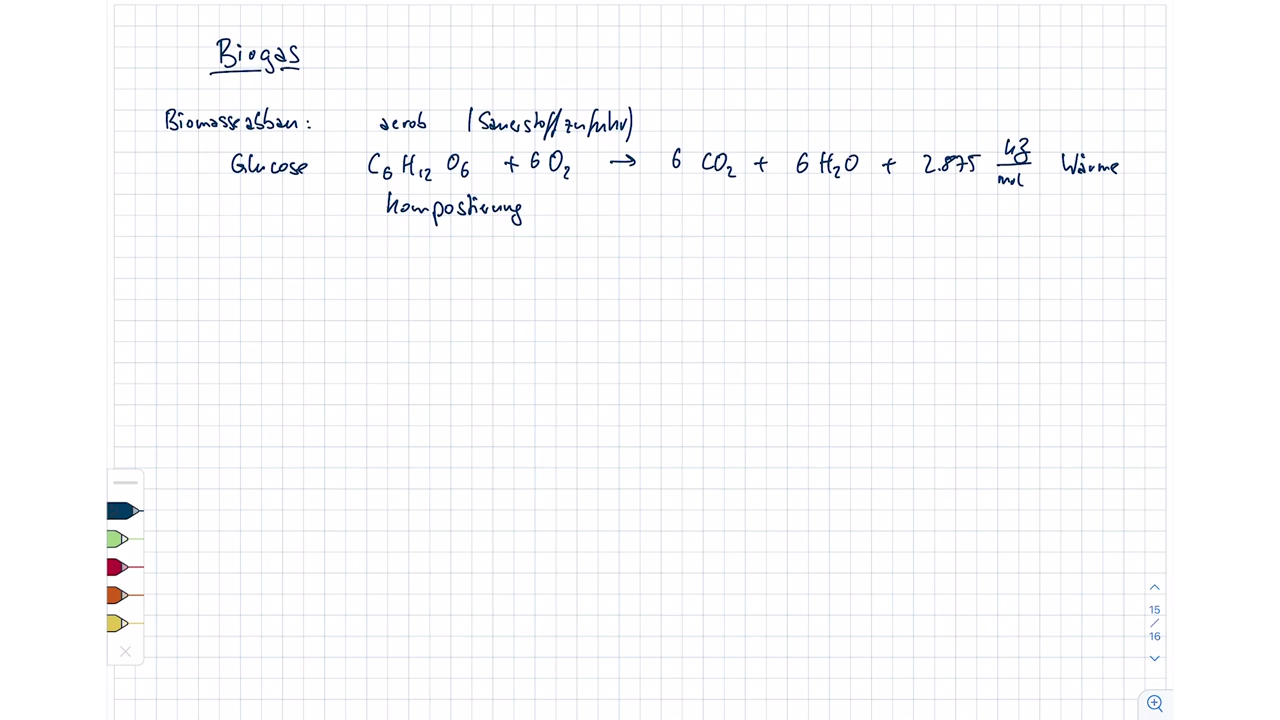 Biogas
Biomasseabbau: aerob (Sauerstoffzufuhr)
Glucose C6H12O6 + 6 O2 → 6 CO2 + 6 H2O + 2.875 kJ/mol Wärme
Kompostierung
15
/
16